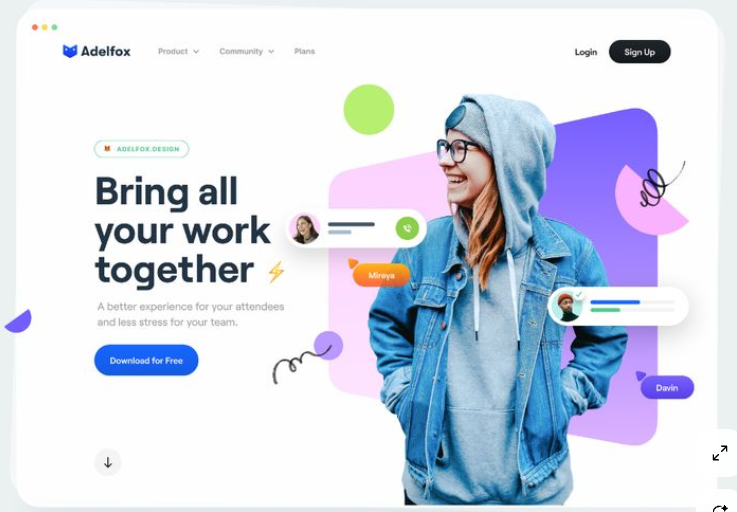 Adelfox
Product
Community
Plans
Login
Sign Up
ADELFOX.DESIGN
Bring all
your work
together
Mireya
A better experience for your attendees
and less stress for your team.
Download for Free
Davin